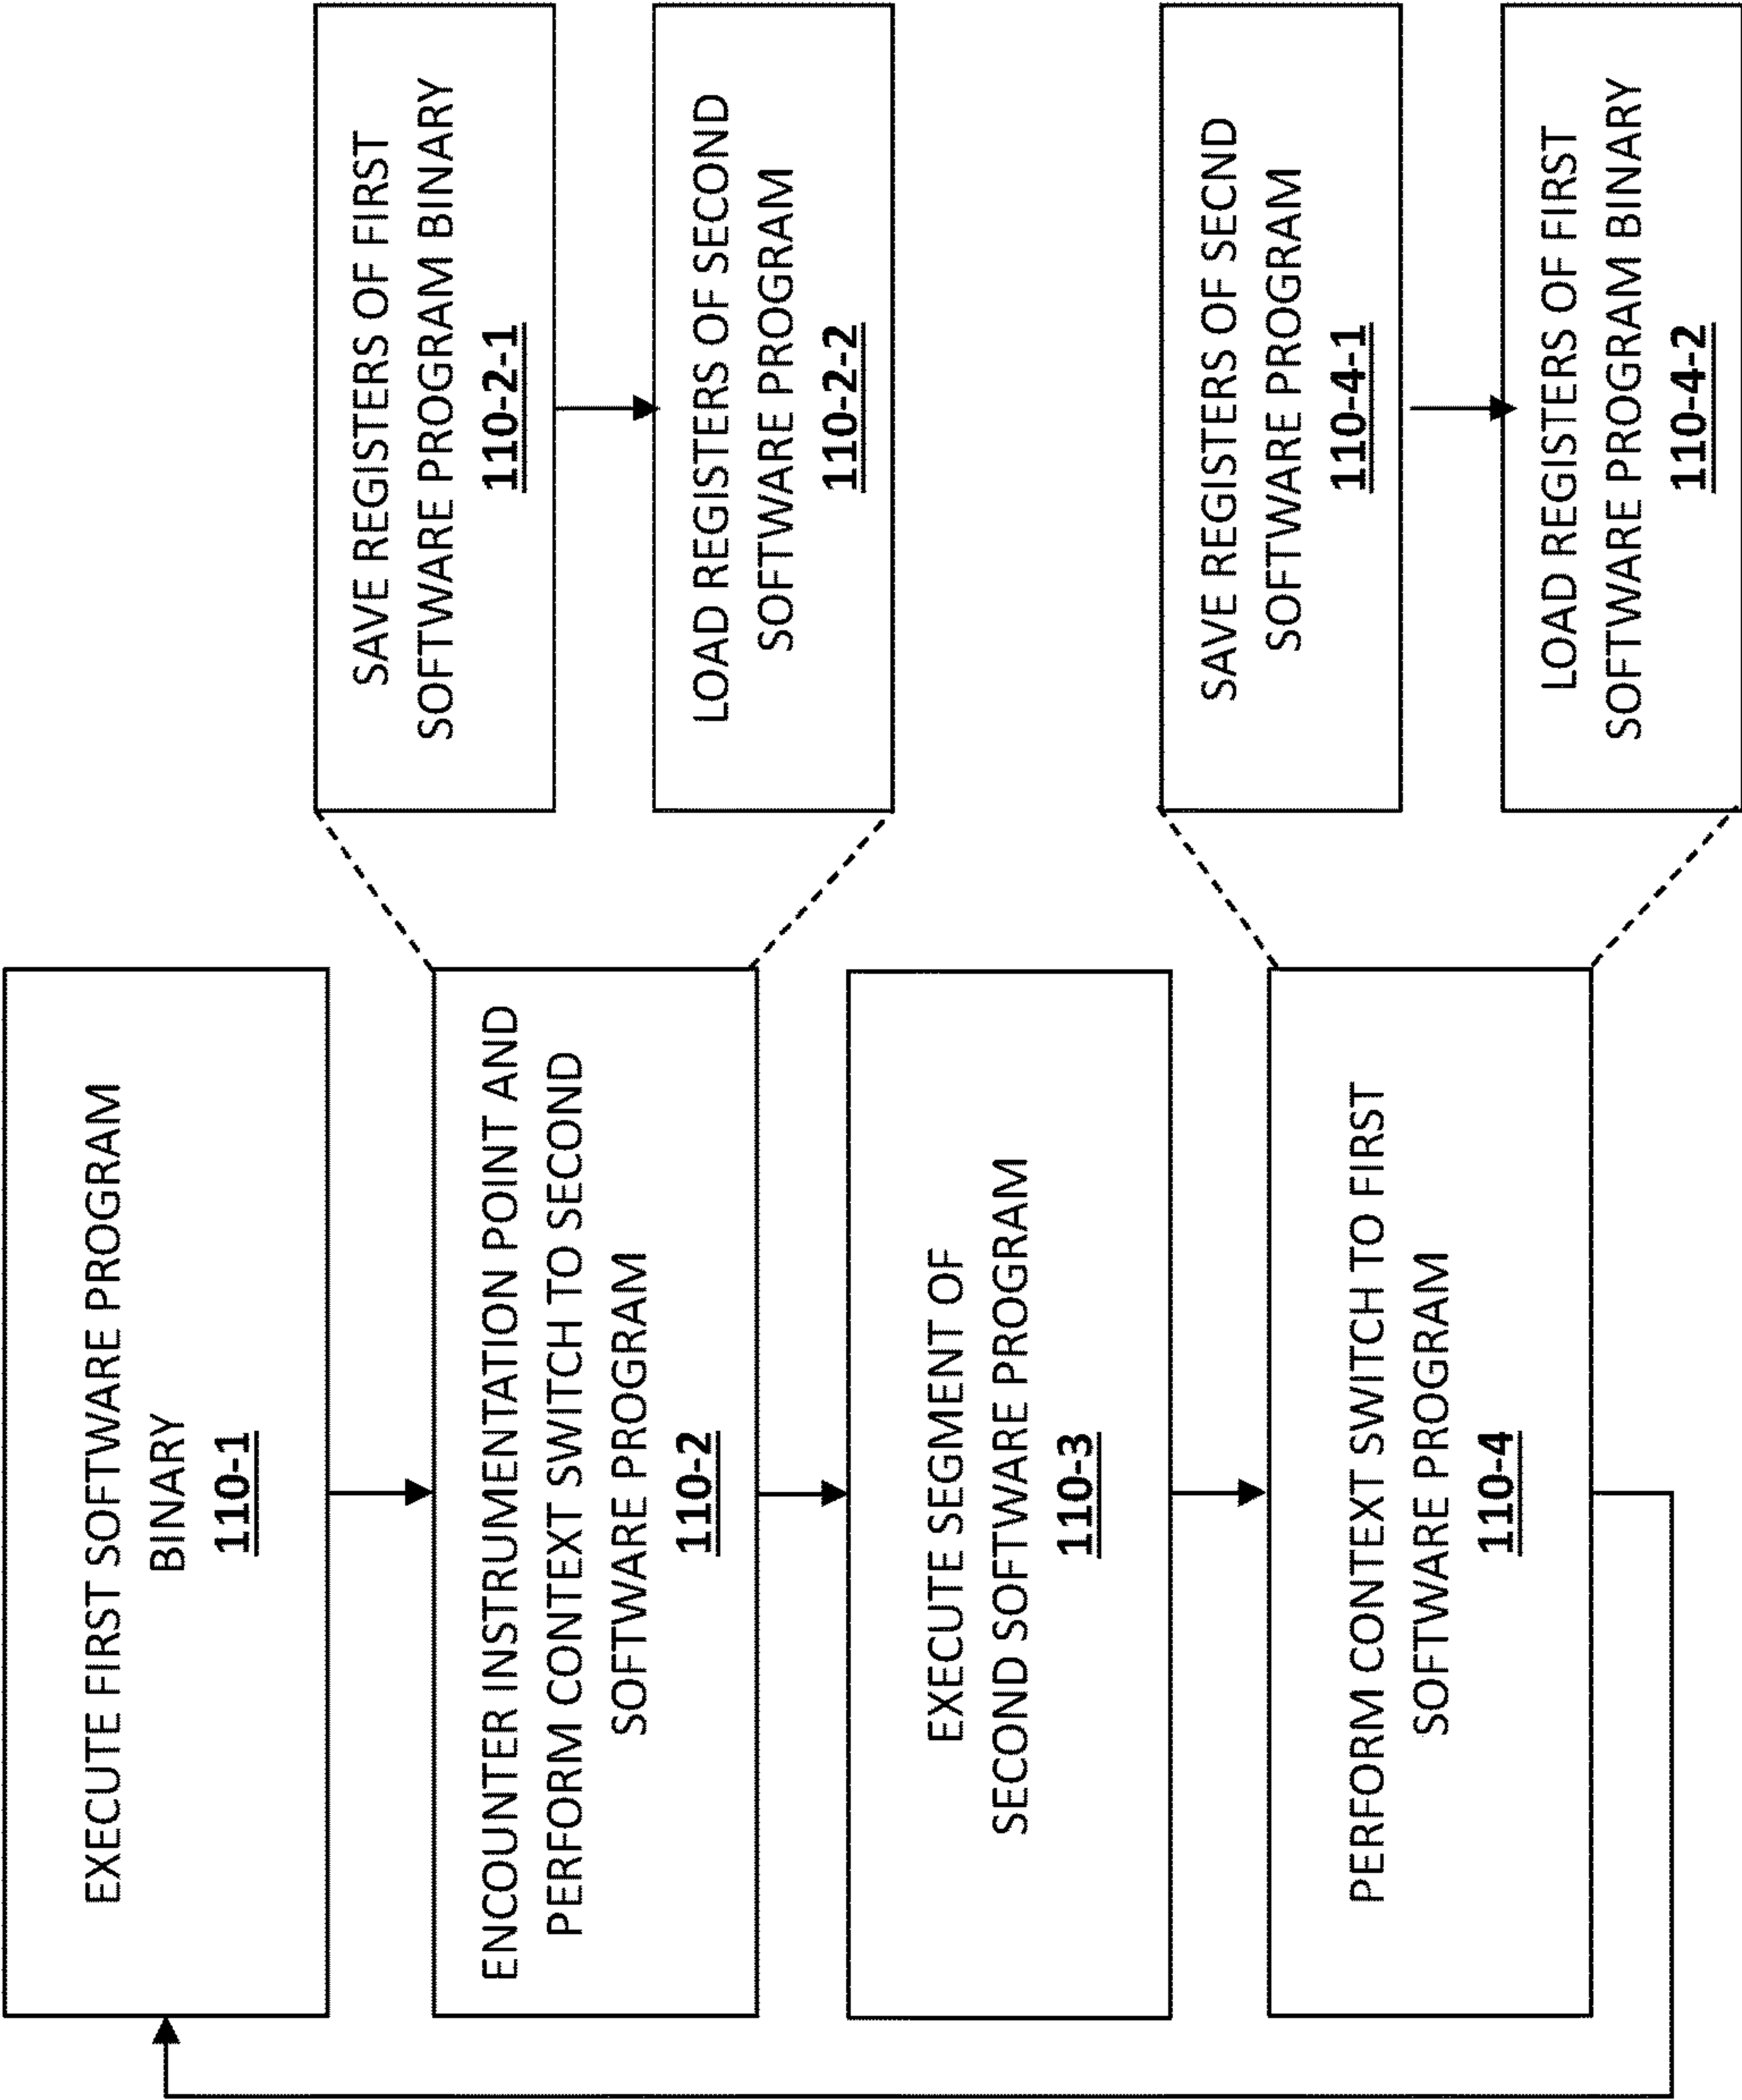 EXECUTE FIRST SOFTWARE PROGRAM
BINARY
110-1
ENCOUNTER INSTRUMENTATION POINT AND
PERFORM CONTEXT SWITCH TO SECOND
SOFTWARE PROGRAM
110-2
EXECUTE SEGMENT OF
SECOND SOFTWARE PROGRAM
110-3
PERFORM CONTEXT SWITCH TO FIRST
SOFTWARE PROGRAM
110-4
SAVE REGISTERS OF FIRST
SOFTWARE PROGRAM BINARY
110-2-1
LOAD REGISTERS OF SECOND
SOFTWARE PROGRAM
110-2-2
SAVE REGISTERS OF SECND
SOFTWARE PROGRAM
110-4-1
LOAD REGISTERS OF FIRST
SOFTWARE PROGRAM BINARY
110-4-2